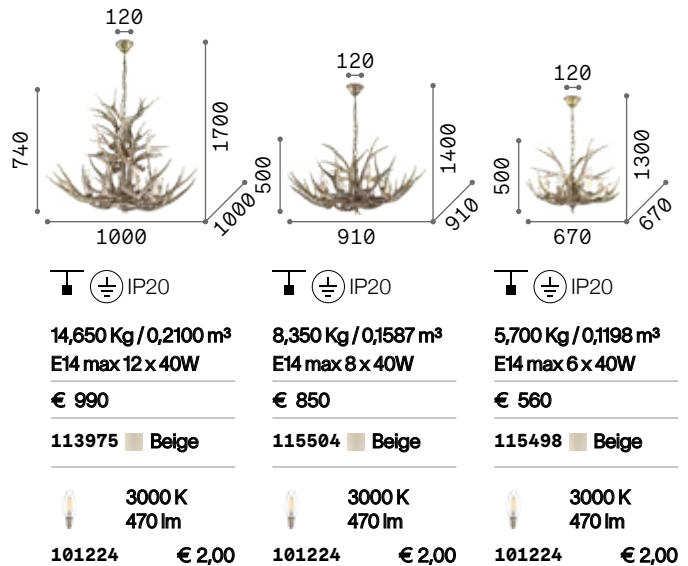 120
740
1700
1000
1000
IP20
14,650 Kg / 0,2100 m³
E14 max 12 x 40W
€ 990
113975 Beige
3000 K
470 lm
101224 € 2,00
120
500
1400
910
910
IP20
8,350 Kg / 0,1587 m³
E14 max 8 x 40W
€ 850
115504 Beige
3000 K
470 lm
101224 € 2,00
120
500
1300
670
670
IP20
5,700 Kg / 0,1198 m³
E14 max 6 x 40W
€ 560
115498 Beige
3000 K
470 lm
101224 € 2,00